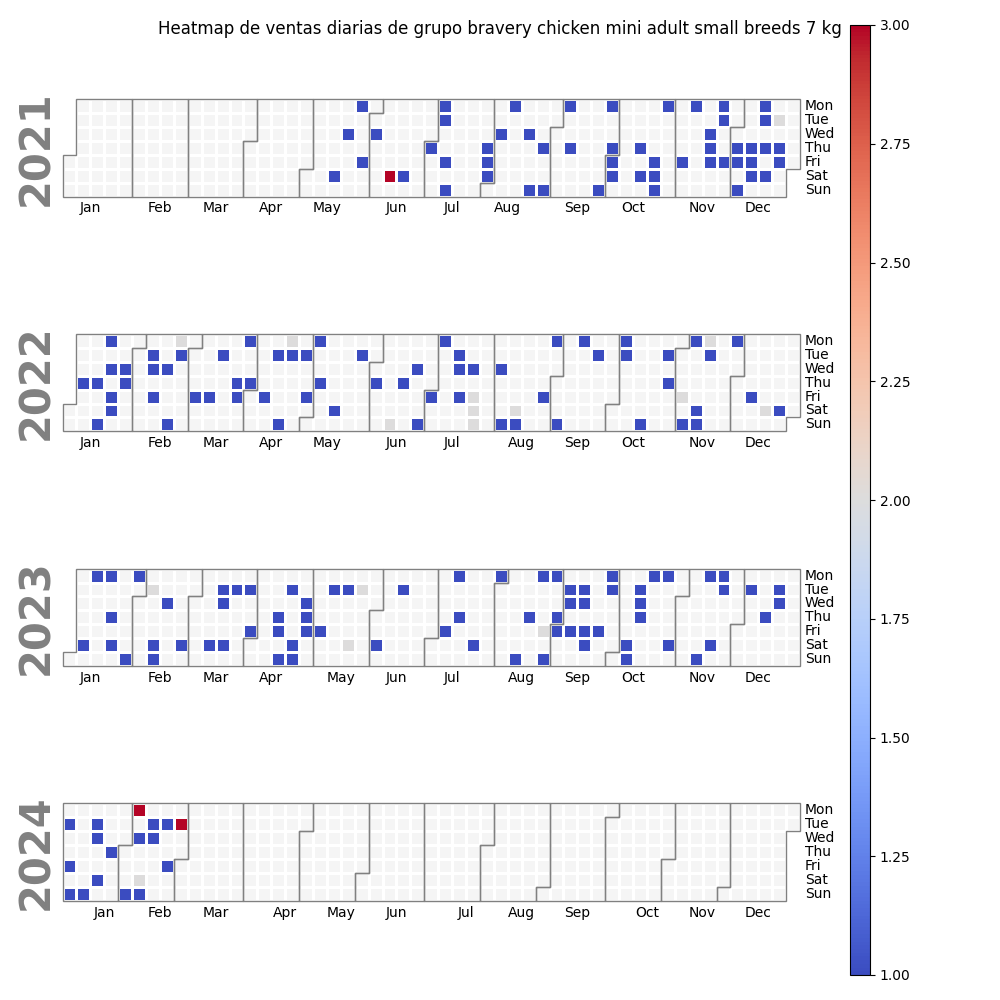 Heatmap de ventas diarias de grupo bravery chicken mini adult small breeds 7 kg
2021
Mon
Tue
Wed
Thu
Fri
Sat
Sun
Jan Feb Mar Apr May Jun Jul Aug Sep Oct Nov Dec
2022
Mon
Tue
Wed
Thu
Fri
Sat
Sun
Jan Feb Mar Apr May Jun Jul Aug Sep Oct Nov Dec
2023
Mon
Tue
Wed
Thu
Fri
Sat
Sun
Jan Feb Mar Apr May Jun Jul Aug Sep Oct Nov Dec
2024
Mon
Tue
Wed
Thu
Fri
Sat
Sun
Jan Feb Mar Apr May Jun Jul Aug Sep Oct Nov Dec
3.00
2.75
2.50
2.25
2.00
1.75
1.50
1.25
1.00